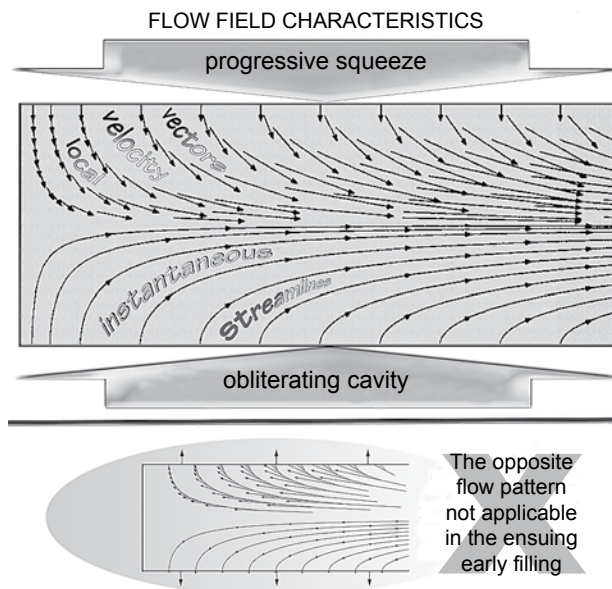 FLOW FIELD CHARACTERISTICS
progressive squeeze
local
velocity
vectors
instantaneous
streamlines
obliterating cavity
The opposite
flow pattern
not applicable
in the ensuing
early filling